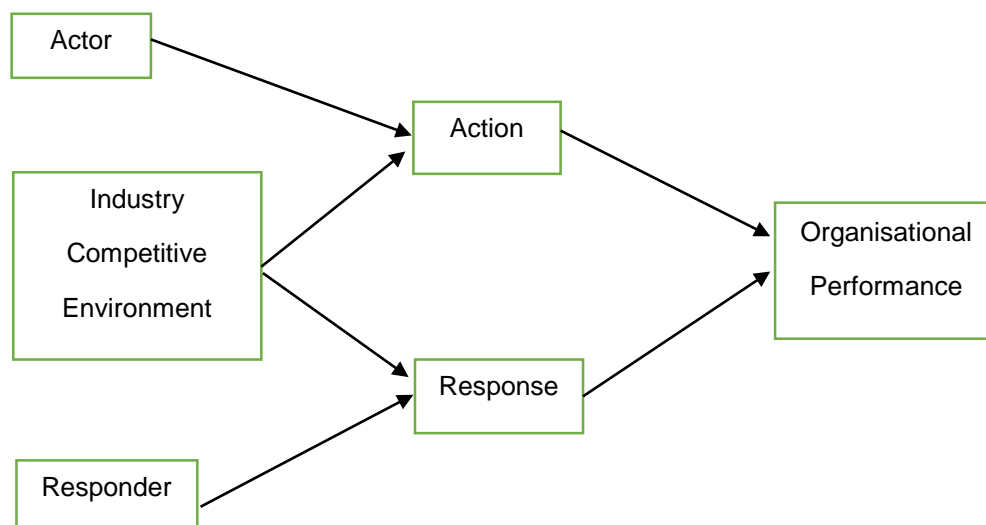 Actor
Action
Industry
Competitive
Environment
Organisational
Performance
Response
Responder